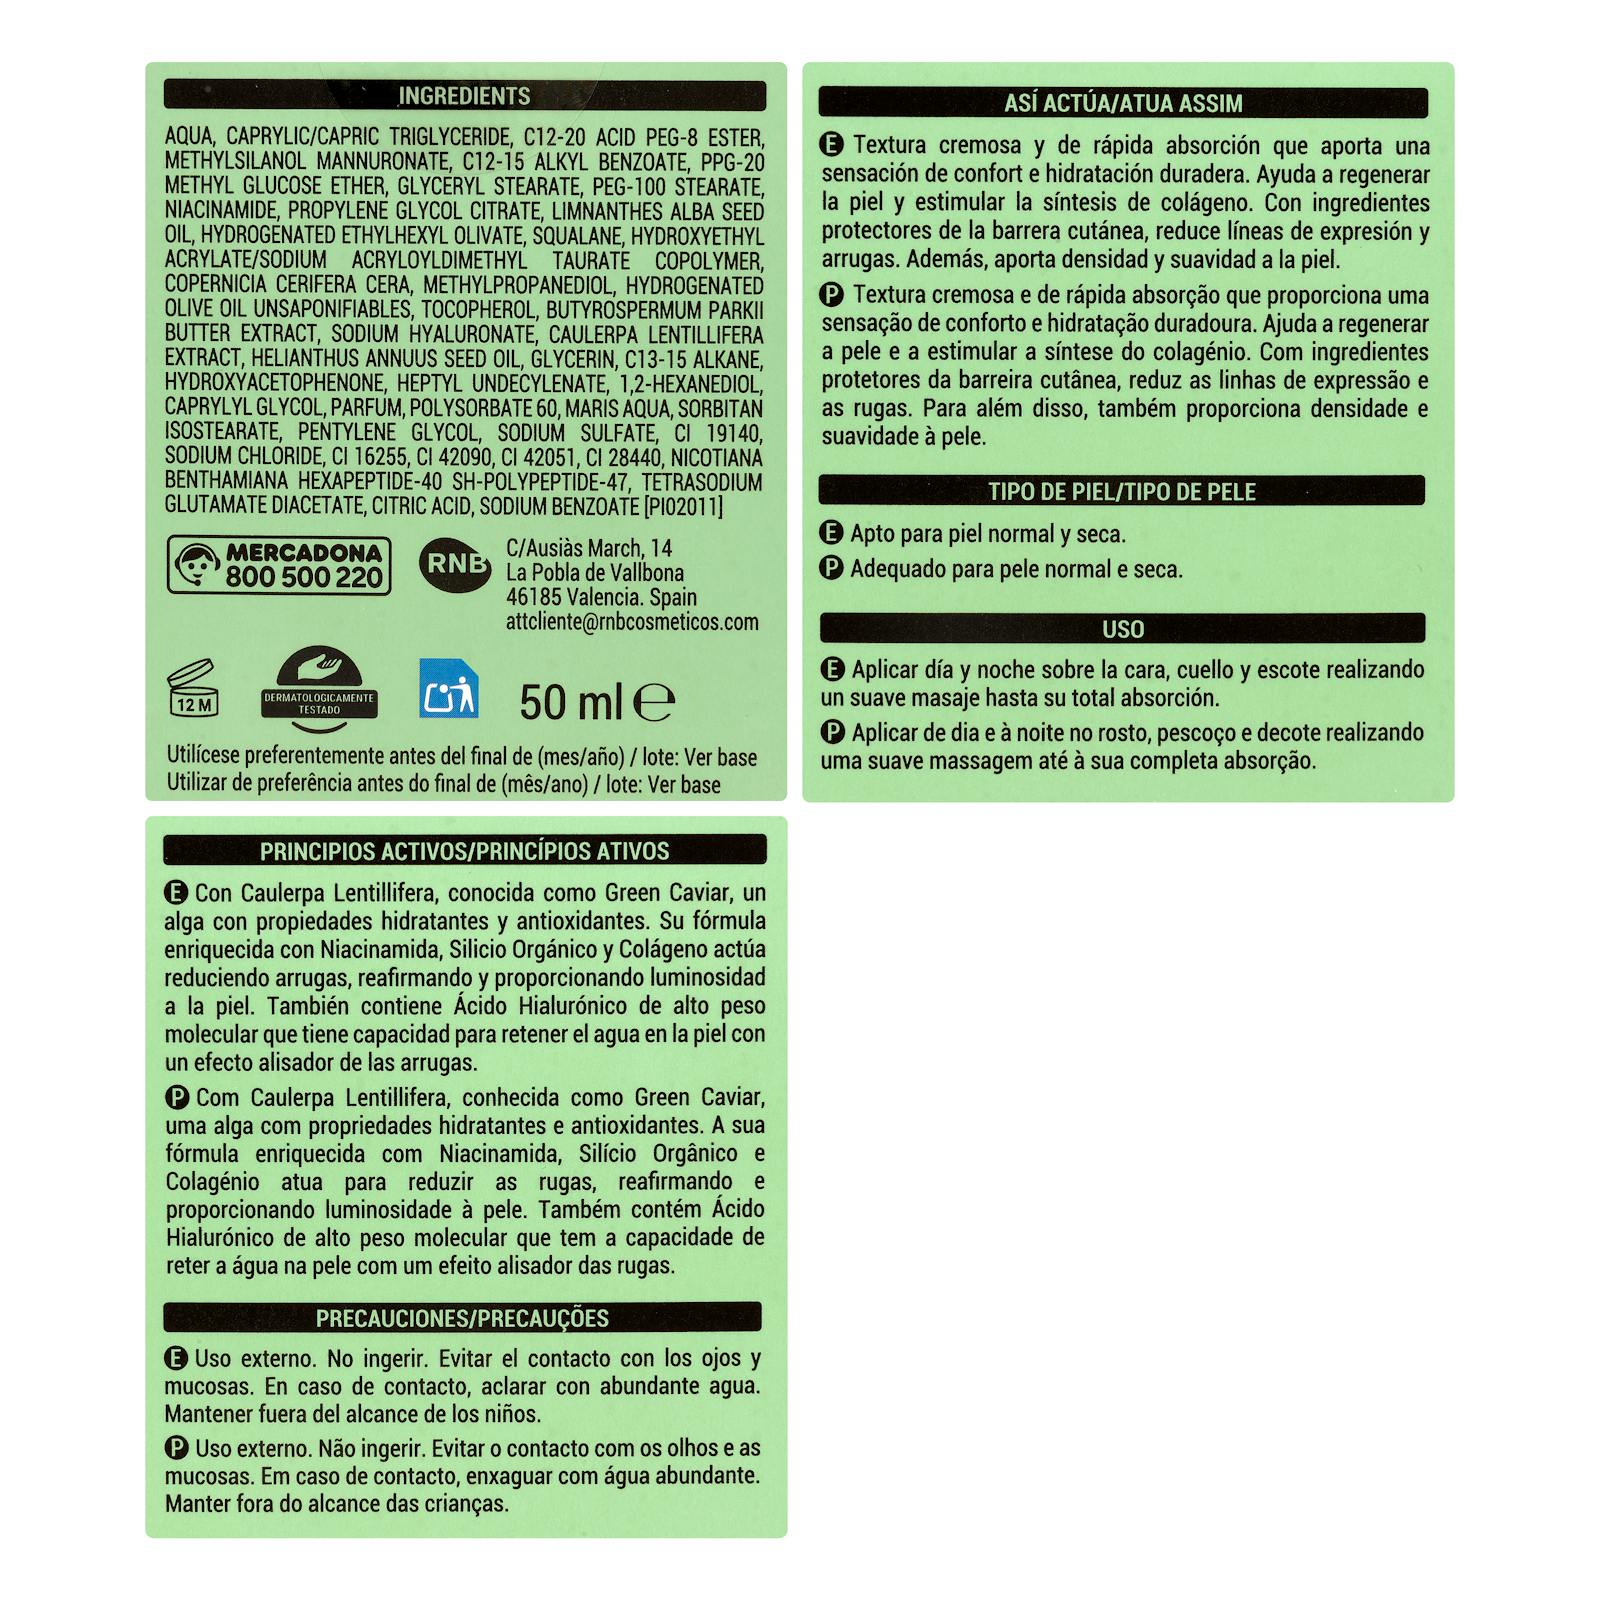 INGREDIENTS
AQUA, CAPRYLIC/CAPRIC TRIGLYCERIDE, C12-20 ACID PEG-8 ESTER,
METHYLSILANOL MANNURONATE, C12-15 ALKYL BENZOATE, PPG-20
METHYL GLUCOSE ETHER, GLYCERYL STEARATE, PEG-100 STEARATE,
NIACINAMIDE, PROPYLENE GLYCOL CITRATE, LIMNANTHES ALBA SEED
OIL, HYDROGENATED ETHYLHEXYL OLIVATE, SQUALANE, HYDROXYETHYL
ACRYLATE/SODIUM ACRYLOYLDIMETHYL TAURATE COPOLYMER,
COPERNICIA CERIFERA CERA, METHYLPROPANEDIOL, HYDROGENATED
OLIVE OIL UNSAPONIFIABLES, TOCOPHEROL, BUTYROSPERMUM PARKII
BUTTER EXTRACT, SODIUM HYALURONATE, CAULERPA LENTILLIFERA
EXTRACT, HELIANTHUS ANNUUS SEED OIL, GLYCERIN, C13-15 ALKANE,
HYDROXYACETOPHENONE, HEPTYL UNDECYLENATE, 1,2-HEXANEDIOL,
CAPRYLYL GLYCOL, PARFUM, POLYSORBATE 60, MARIS AQUA, SORBITAN
ISOSTEARATE, PENTYLENE GLYCOL, SODIUM SULFATE, CI 19140,
SODIUM CHLORIDE, CI 16255, CI 42090, CI 42051, CI 28440, NICOTIANA
BENTHAMIANA HEXAPEPTIDE-40 SH-POLYPEPTIDE-47, TETRASODIUM
GLUTAMATE DIACETATE, CITRIC ACID, SODIUM BENZOATE [PI02011]
MERCADONA
800 500 220
RNB
C/Ausiàs March, 14
La Pobla de Vallbona
46185 Valencia. Spain
attcliente@rnbcosmeticos.com
12 M
DERMATOLOGICAMENTE
TESTADO
50 ml e
Utilícese preferentemente antes del final de (mes/año) / lote: Ver base
Utilizar de preferência antes do final de (mês/ano) / lote: Ver base
ASÍ ACTÚA/ATUA ASSIM
E Textura cremosa y de rápida absorción que aporta una
sensación de confort e hidratación duradera. Ayuda a regenerar
la piel y estimular la síntesis de colágeno. Con ingredientes
protectores de la barrera cutánea, reduce líneas de expresión y
arrugas. Además, aporta densidad y suavidad a la piel.
P Textura cremosa e de rápida absorção que proporciona uma
sensação de conforto e hidratação duradoura. Ajuda a regenerar
a pele e a estimular a síntese do colagénio. Com ingredientes
protetores da barreira cutânea, reduz as linhas de expressão e
as rugas. Para além disso, também proporciona densidade e
suavidade à pele.
TIPO DE PIEL/TIPO DE PELE
E Apto para piel normal y seca.
P Adequado para pele normal e seca.
USO
E Aplicar día y noche sobre la cara, cuello y escote realizando
un suave masaje hasta su total absorción.
P Aplicar de dia e à noite no rosto, pescoço e decote realizando
uma suave massagem até à sua completa absorção.
PRINCIPIOS ACTIVOS/PRINCÍPIOS ATIVOS
E Con Caulerpa Lentillifera, conocida como Green Caviar, un
alga con propiedades hidratantes y antioxidantes. Su fórmula
enriquecida con Niacinamida, Silicio Orgánico y Colágeno actúa
reduciendo arrugas, reafirmando y proporcionando luminosidad
a la piel. También contiene Ácido Hialurónico de alto peso
molecular que tiene capacidad para retener el agua en la piel con
un efecto alisador de las arrugas.
P Com Caulerpa Lentillifera, conhecida como Green Caviar,
uma alga com propriedades hidratantes e antioxidantes. A sua
fórmula enriquecida com Niacinamida, Silício Orgânico e
Colagénio atua para reduzir as rugas, reafirmando e
proporcionando luminosidade à pele. Também contém Ácido
Hialurónico de alto peso molecular que tem a capacidade de
reter a água na pele com um efeito alisador das rugas.
PRECAUCIONES/PRECAUÇÕES
E Uso externo. No ingerir. Evitar el contacto con los ojos y
mucosas. En caso de contacto, aclarar con abundante agua.
Mantener fuera del alcance de los niños.
P Uso externo. Não ingerir. Evitar o contacto com os olhos e as
mucosas. Em caso de contacto, enxaguar com água abundante.
Manter fora do alcance das crianças.